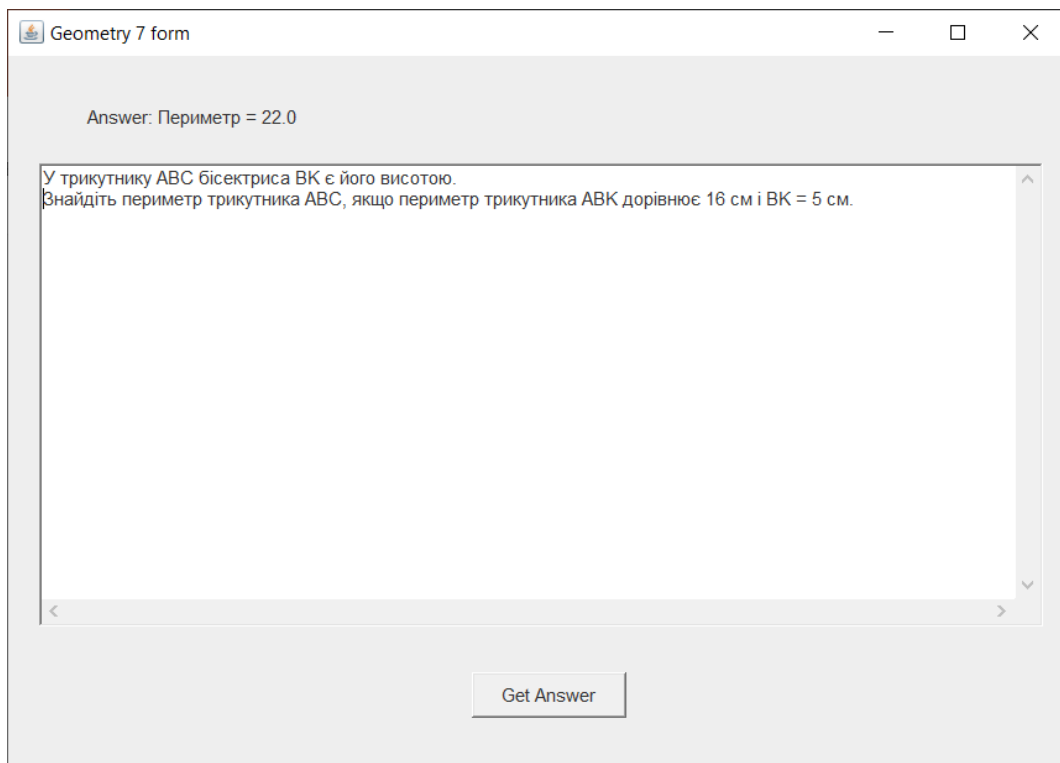 Geometry 7 form
Answer: Периметр = 22.0
У трикутнику ABC бісектриса BK є його висотою.
Знайдіть периметр трикутника ABC, якщо периметр трикутника ABK дорівнює 16 см і BK = 5 см.
Get Answer